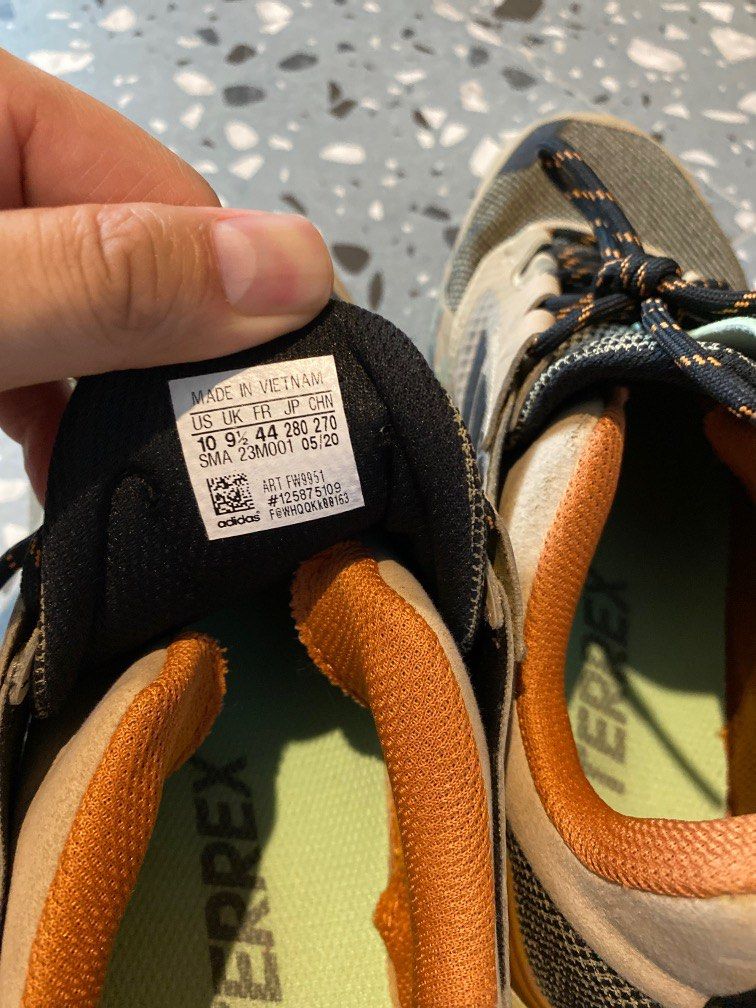 MADE IN VIETNAM
US UK FR JP CHN
10 9½ 44 280 270
SMA 23M001 05/20
ART FW9951
#125875109
adidas F@WHQQKk00163
TERREX
TERREX